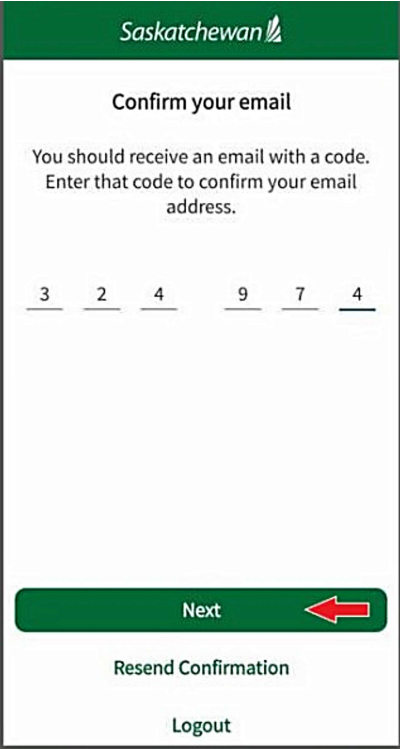 Saskatchewan
Confirm your email
You should receive an email with a code.
Enter that code to confirm your email
address.
3 2 4 9 7 4
Next
Resend Confirmation
Logout